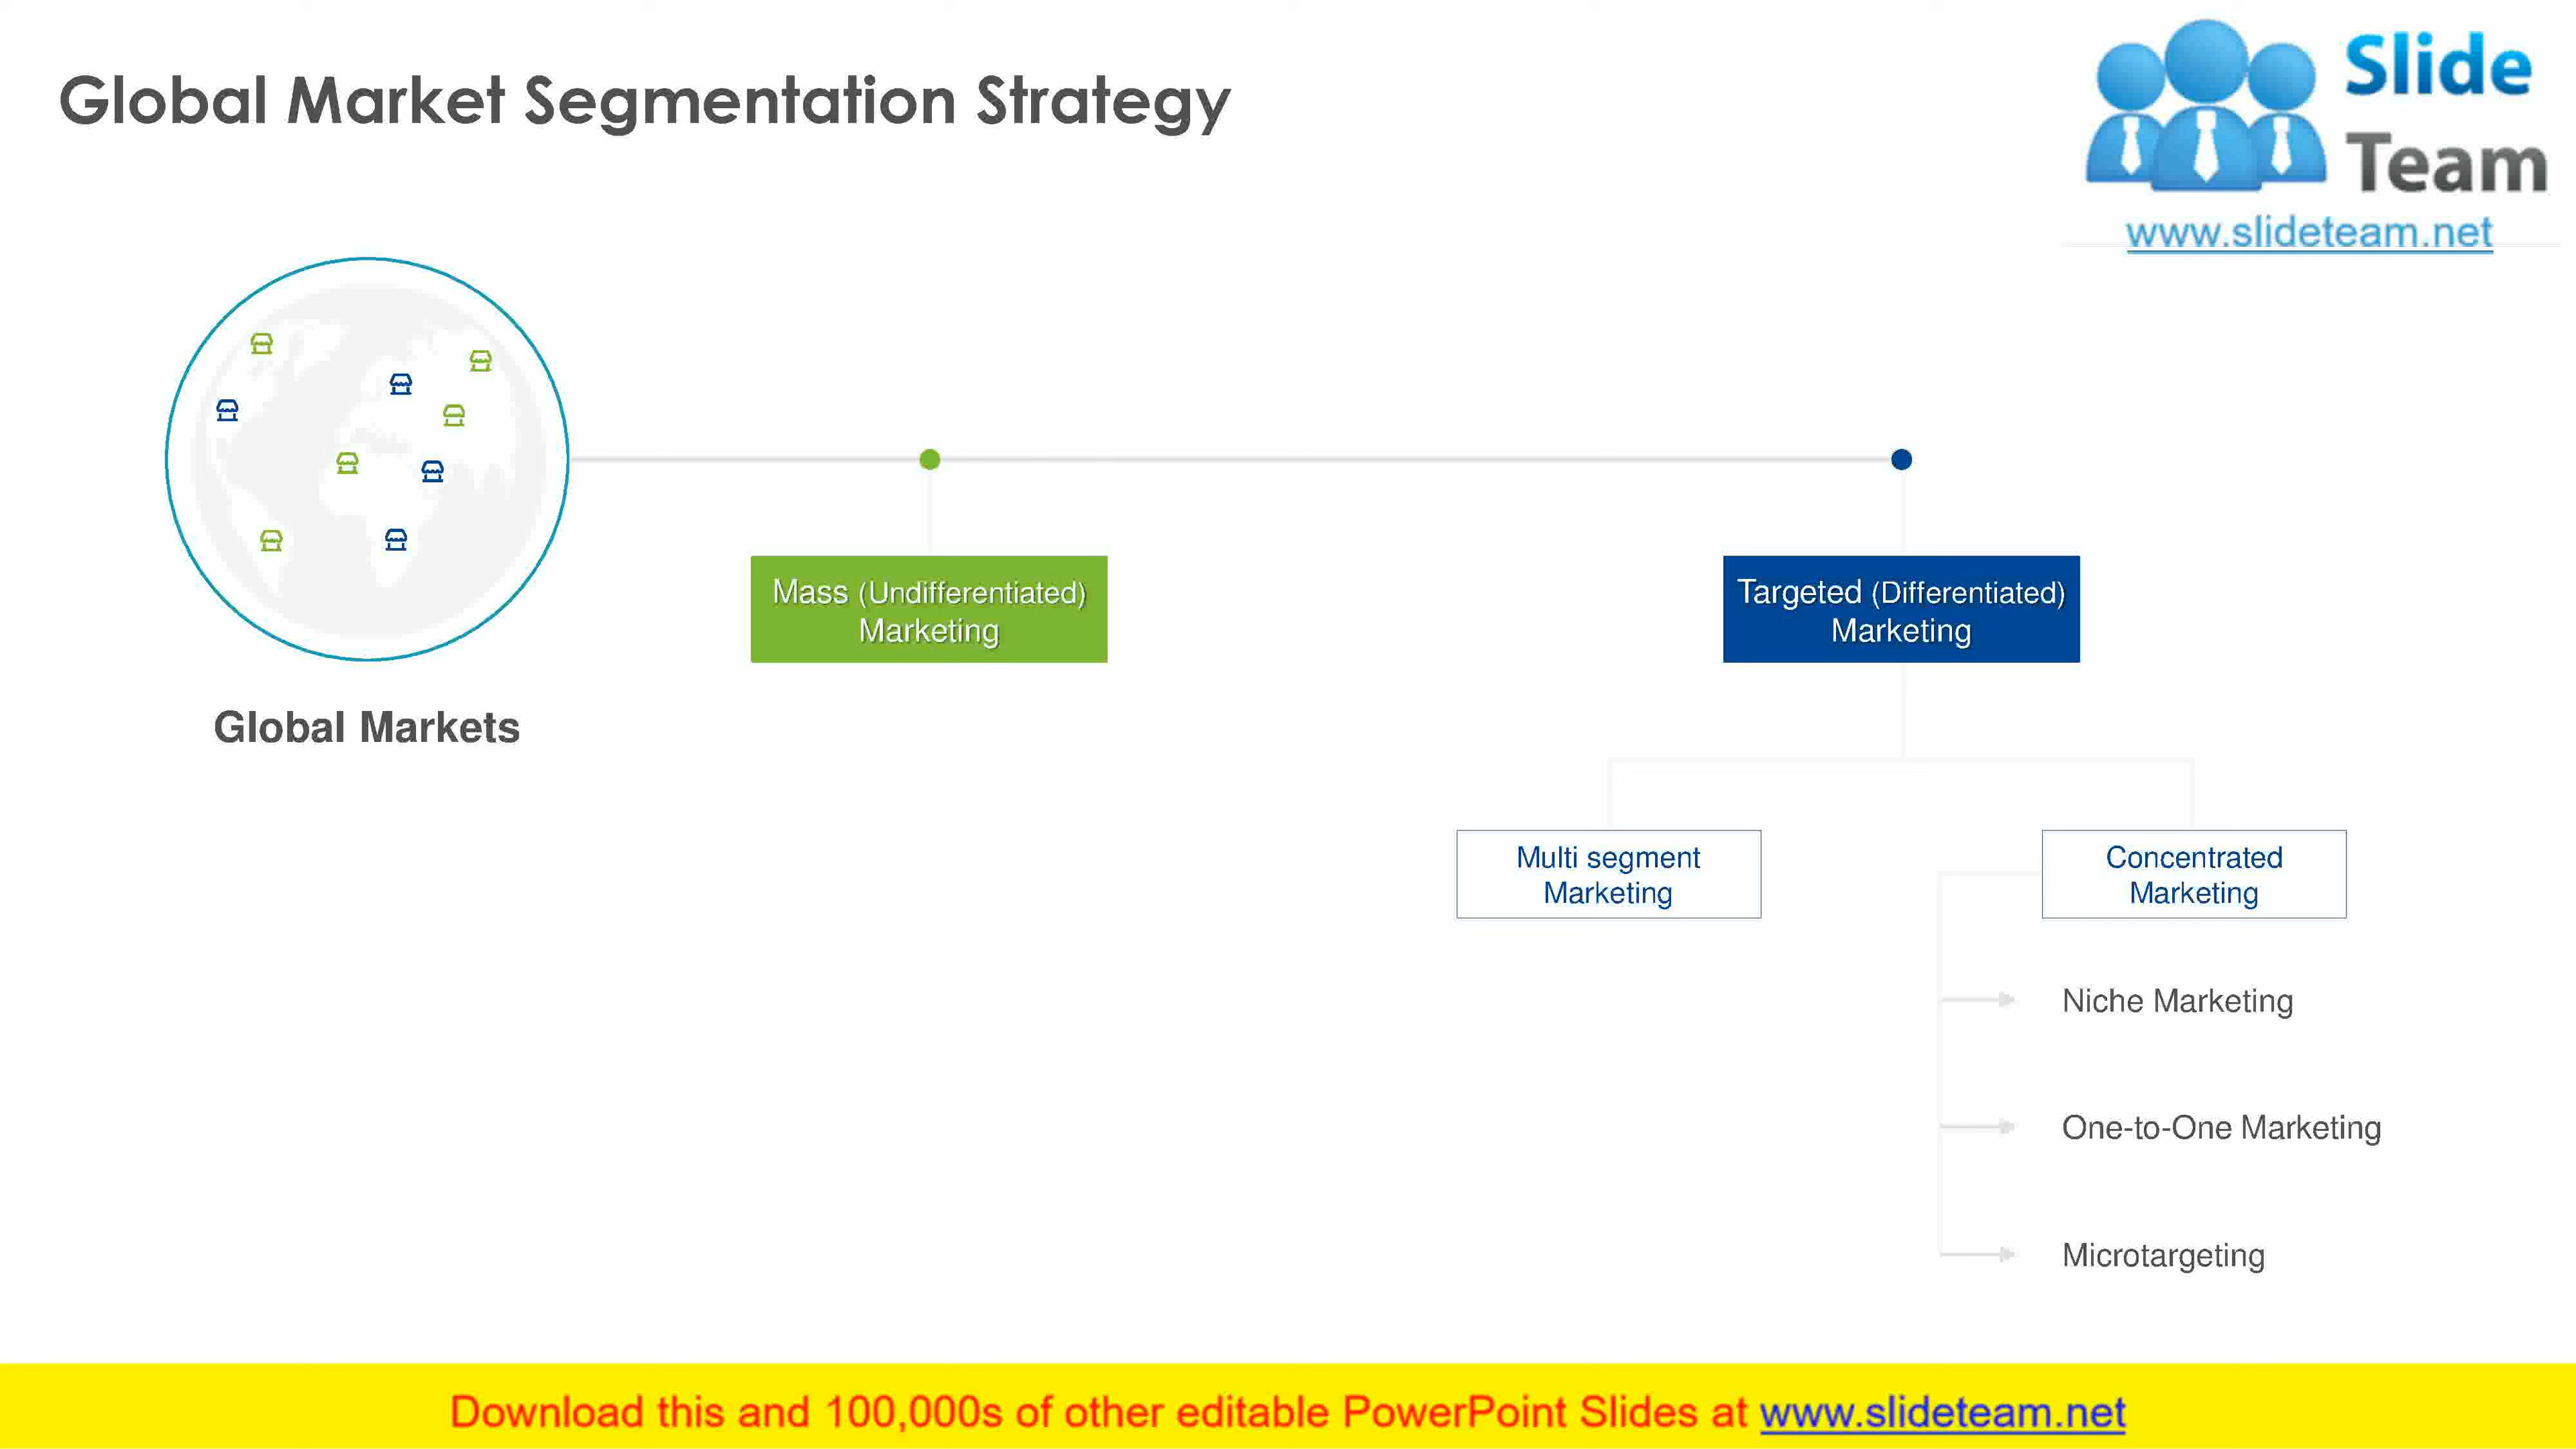 Global Market Segmentation Strategy
Slide
Team
www.slideteam.net
Mass (Undifferentiated)
Marketing
Targeted (Differentiated)
Marketing
Global Markets
Multi segment
Marketing
Concentrated
Marketing
Niche Marketing
One-to-One Marketing
Microtargeting
Download this and 100,000s of other editable PowerPoint Slides at www.slideteam.net